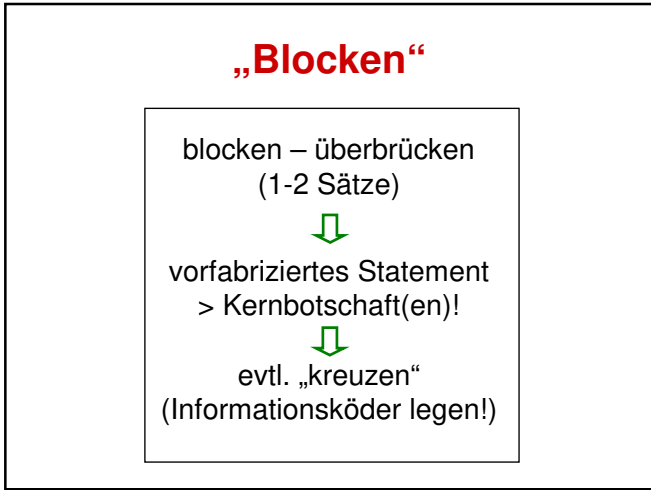 „Blocken“
blocken – überbrücken
(1-2 Sätze)
vorfabriziertes Statement
> Kernbotschaft(en)!
evtl. „kreuzen“
(Informationsköder legen!)